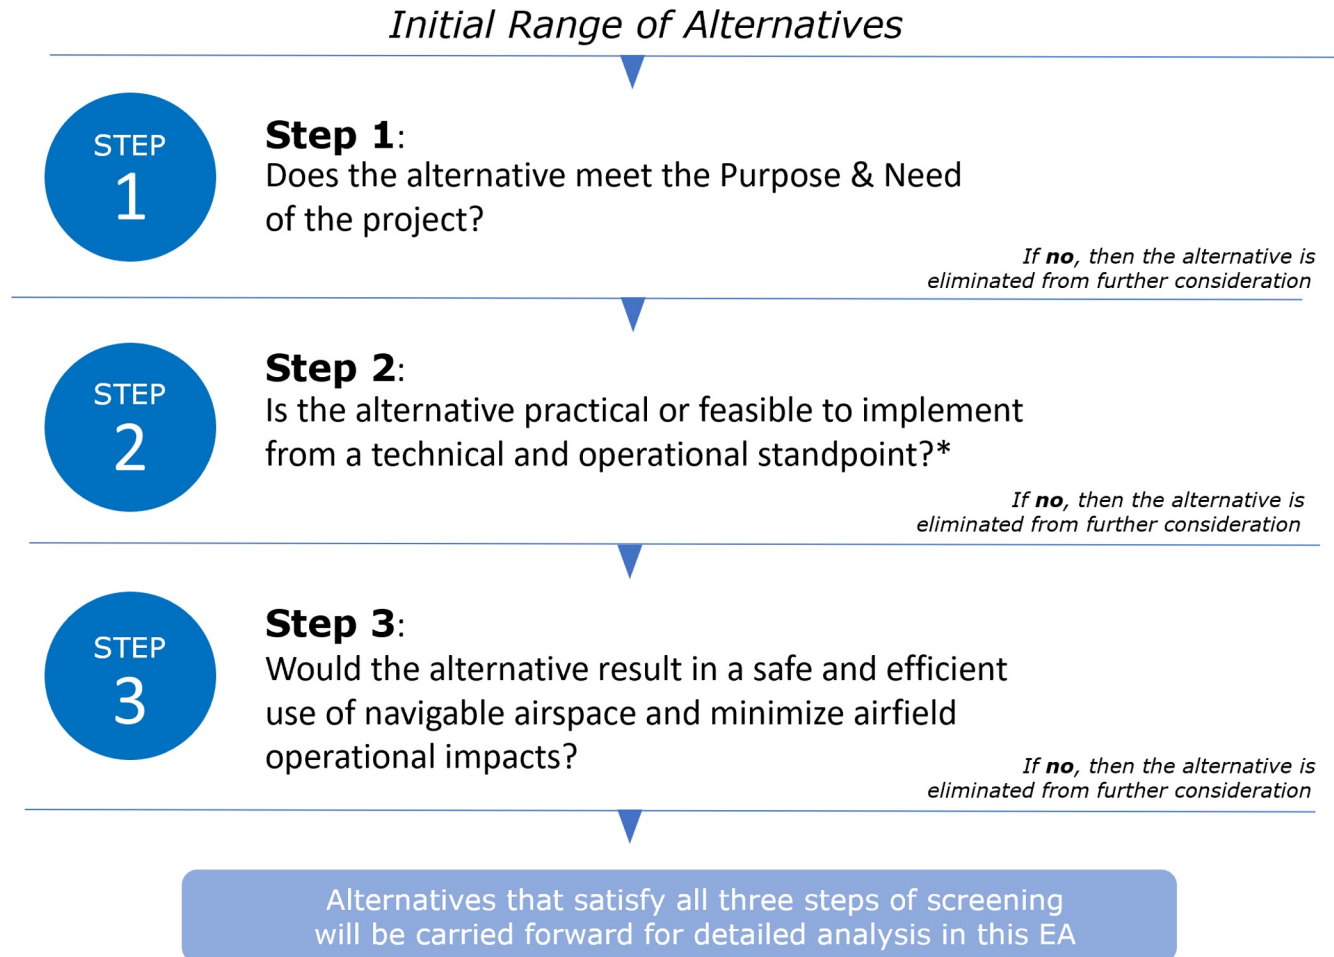 Initial Range of Alternatives
STEP
1
Step 1:
Does the alternative meet the Purpose & Need
of the project?
If no, then the alternative is
eliminated from further consideration
STEP
2
Step 2:
Is the alternative practical or feasible to implement
from a technical and operational standpoint?*
If no, then the alternative is
eliminated from further consideration
STEP
3
Step 3:
Would the alternative result in a safe and efficient
use of navigable airspace and minimize airfield
operational impacts?
If no, then the alternative is
eliminated from further consideration
Alternatives that satisfy all three steps of screening
will be carried forward for detailed analysis in this EA